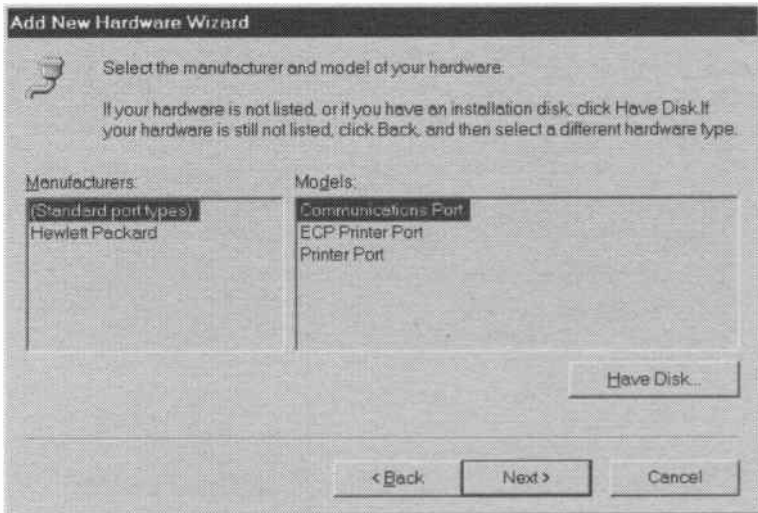 Add New Hardware Wizard
Select the manufacturer and model of your hardware.
If your hardware is not listed, or if you have an installation disk, click Have Disk.If
your hardware is still not listed, click Back, and then select a different hardware type.
Manufacturers:
Models:
(Standard port types)
Communications Port
Hewlett Packard
ECP Printer Port
Printer Port
Have Disk...
< Back
Next >
Cancel